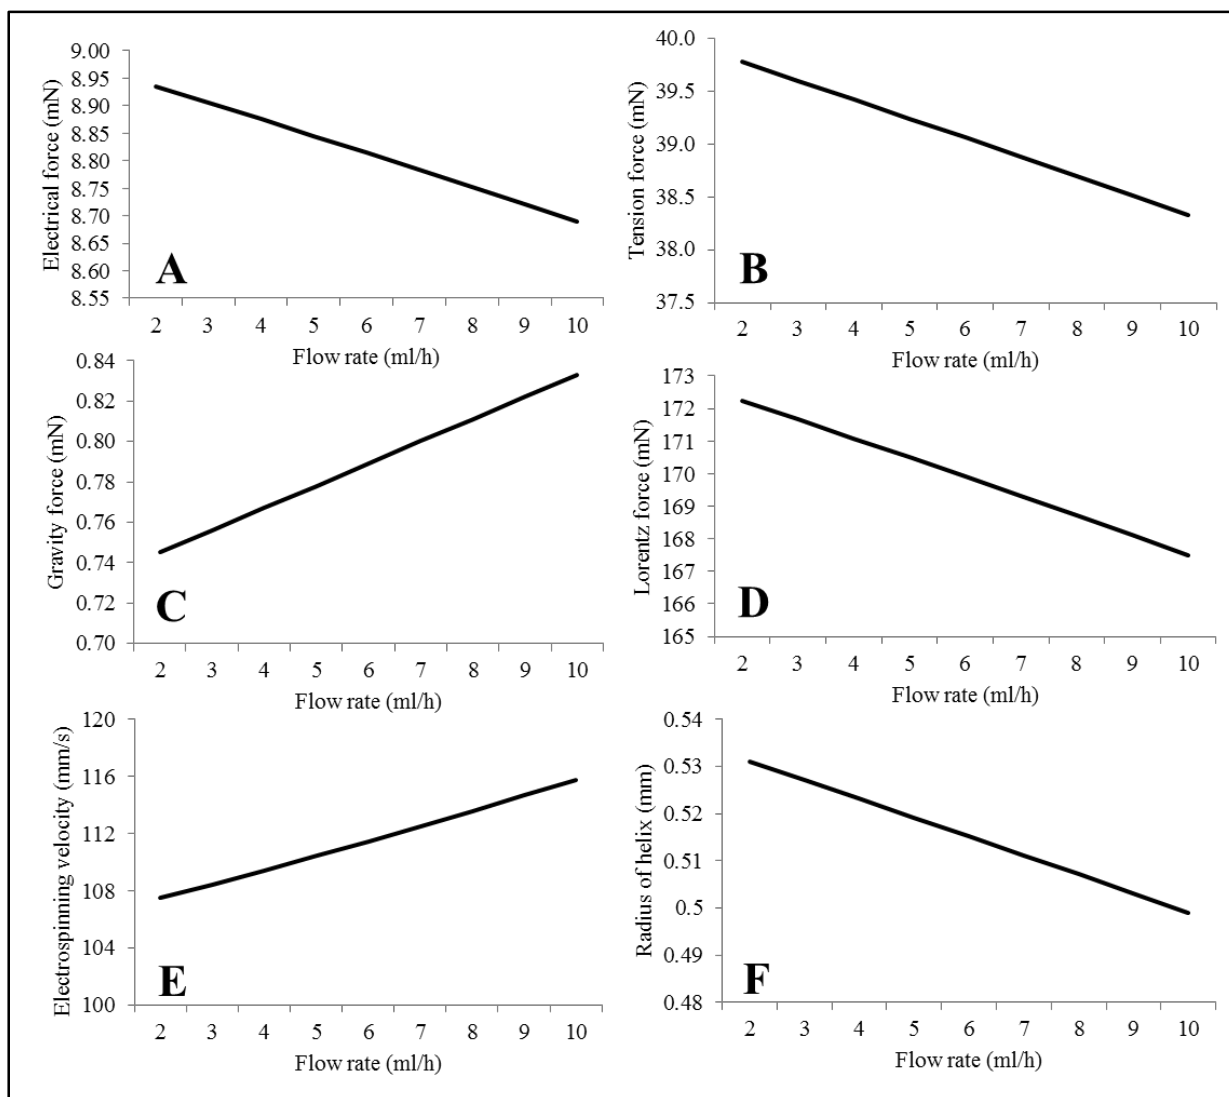 Electrical force (mN)
9.00
8.95
8.90
8.85
8.80
8.75
8.70
8.65
8.60
8.55
A
2 3 4 5 6 7 8 9 10
Flow rate (ml/h)
Tension force (mN)
40.0
39.5
39.0
38.5
38.0
37.5
B
2 3 4 5 6 7 8 9 10
Flow rate (ml/h)
Gravity force (mN)
0.84
0.82
0.80
0.78
0.76
0.74
0.72
0.70
C
2 3 4 5 6 7 8 9 10
Flow rate (ml/h)
Lorentz force (mN)
173
172
171
170
169
168
167
166
165
D
2 3 4 5 6 7 8 9 10
Flow rate (ml/h)
Electrospinning velocity (mm/s)
120
116
112
108
104
100
E
2 3 4 5 6 7 8 9 10
Flow rate (ml/h)
Radius of helix (mm)
0.54
0.53
0.52
0.51
0.5
0.49
0.48
F
2 3 4 5 6 7 8 9 10
Flow rate (ml/h)